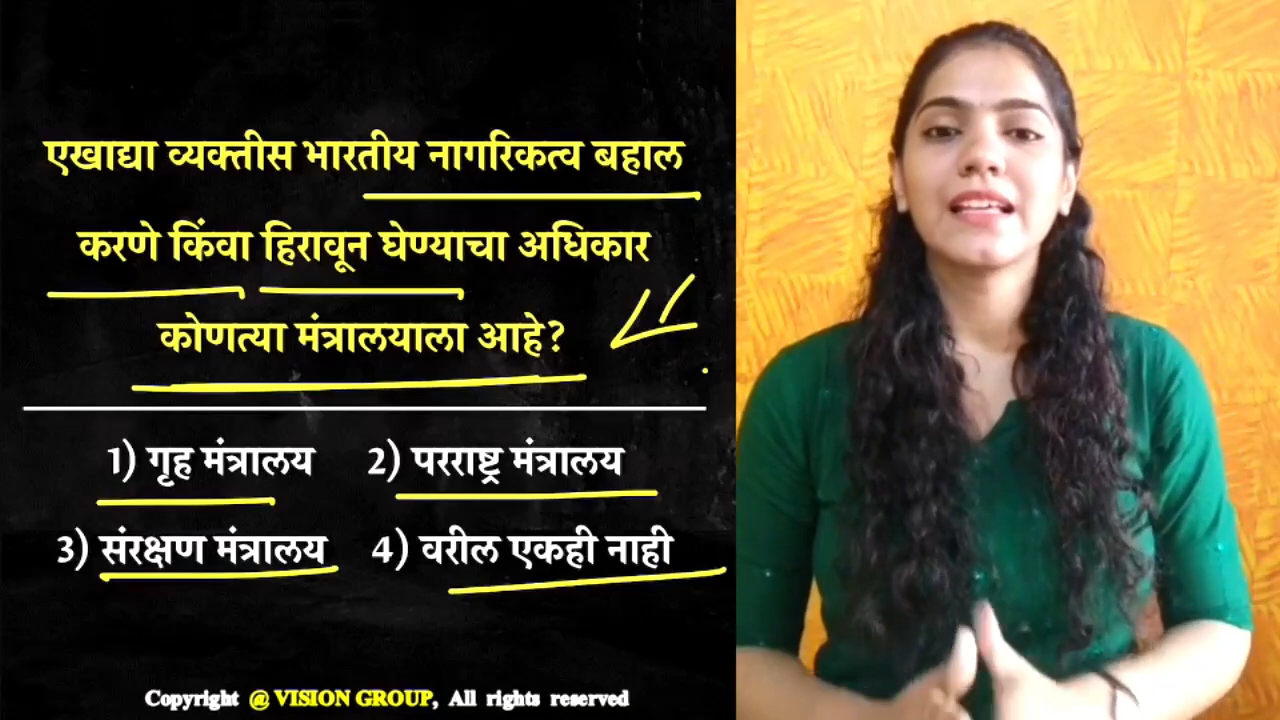 एखाद्या व्यक्तीस भारतीय नागरिकत्व बहाल
करणे किंवा हिरावून घेण्याचा अधिकार
कोणत्या मंत्रालयाला आहे?
1) गृह मंत्रालय 2) परराष्ट्र मंत्रालय
3) संरक्षण मंत्रालय 4) वरील एकही नाही
Copyright @ VISION GROUP, All rights reserved